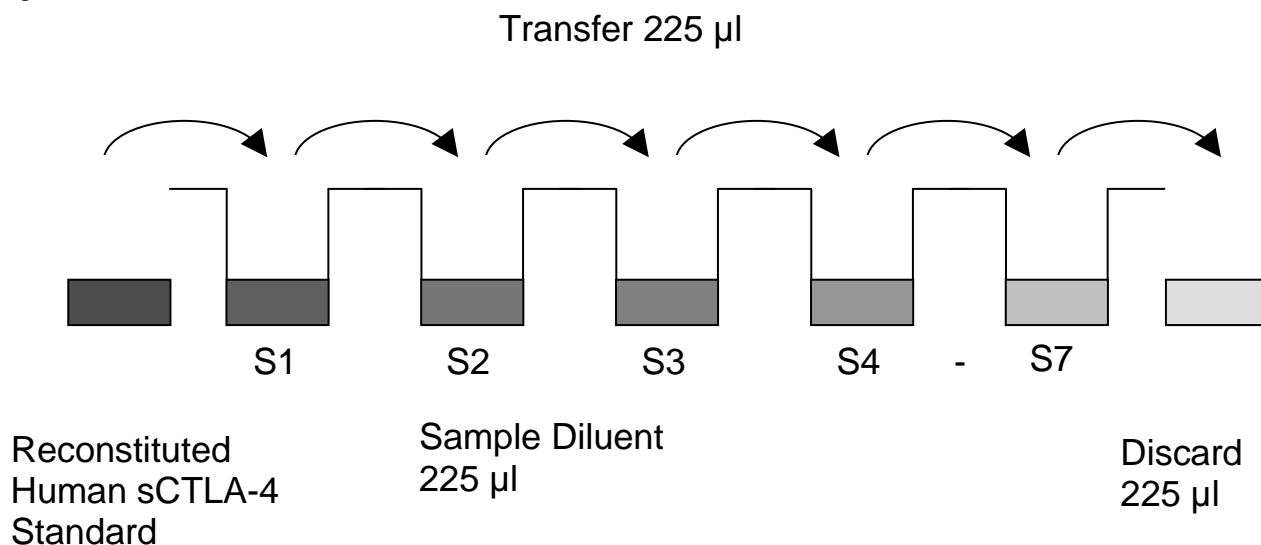 Transfer 225 µl
S1 S2 S3 S4 - S7
Reconstituted
Human sCTLA-4
Standard
Sample Diluent
225 µl
Discard
225 µl